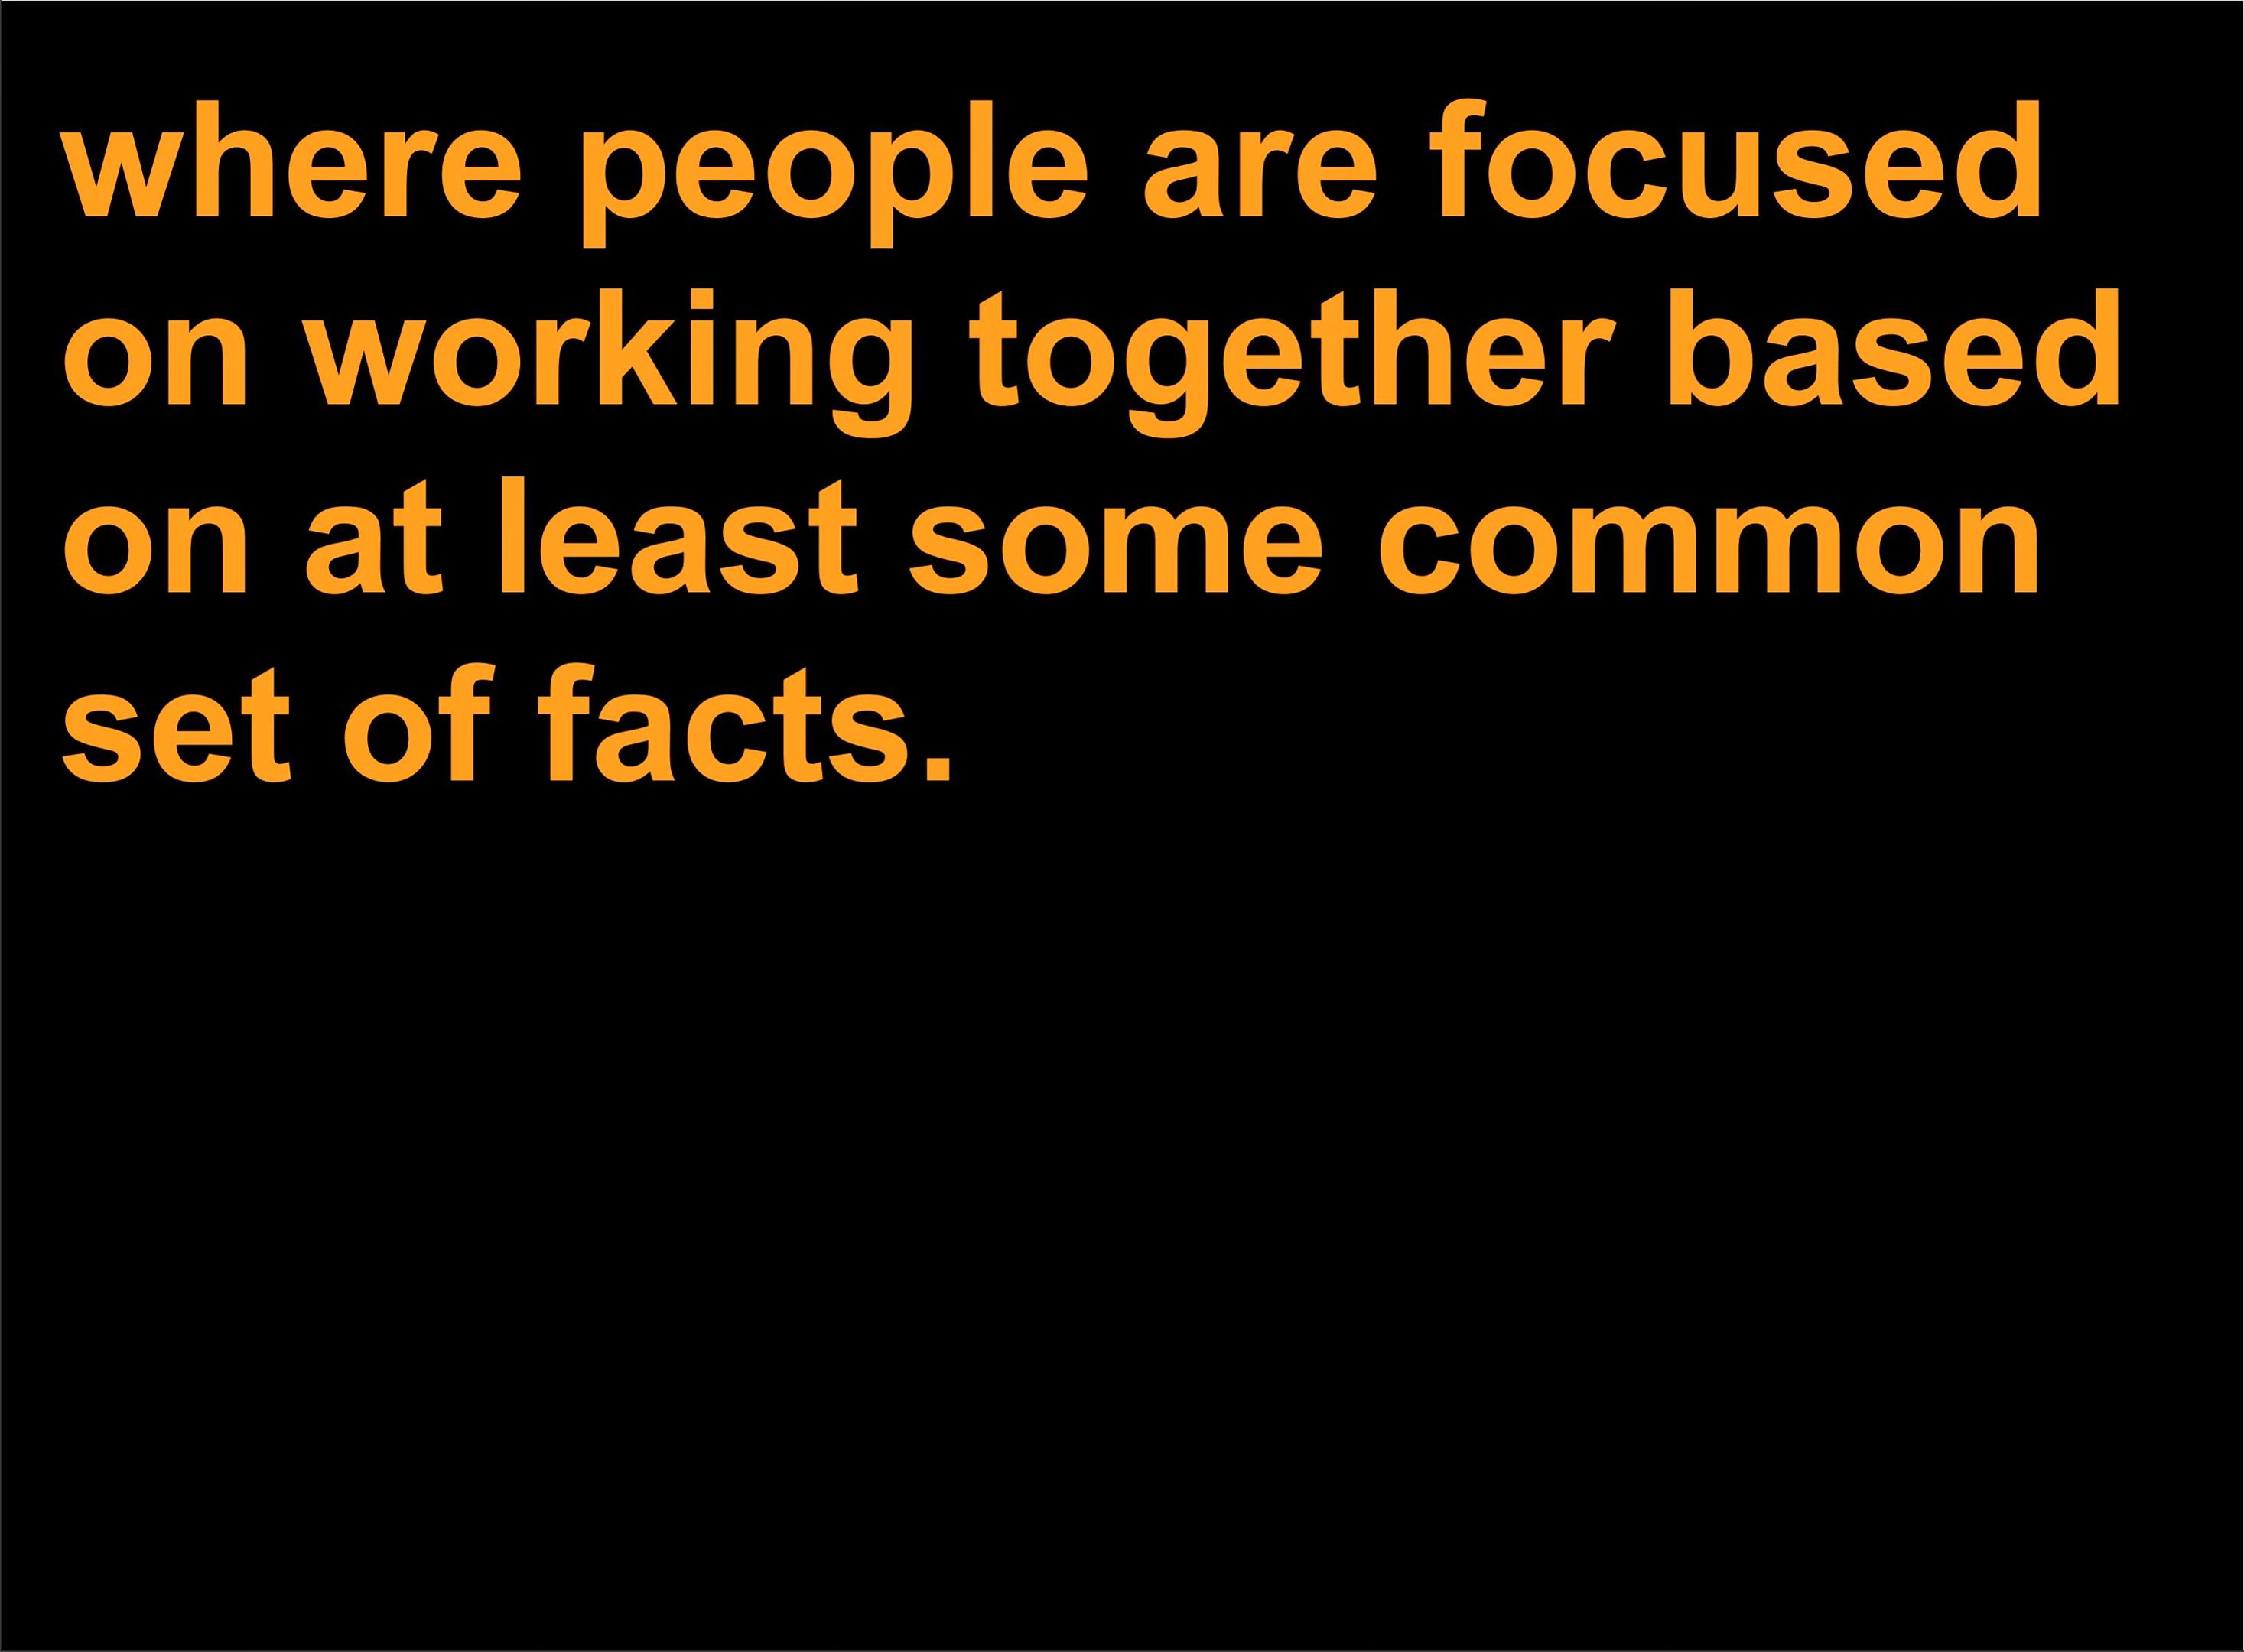 where people are focused
on working together based
on at least some common
set of facts.